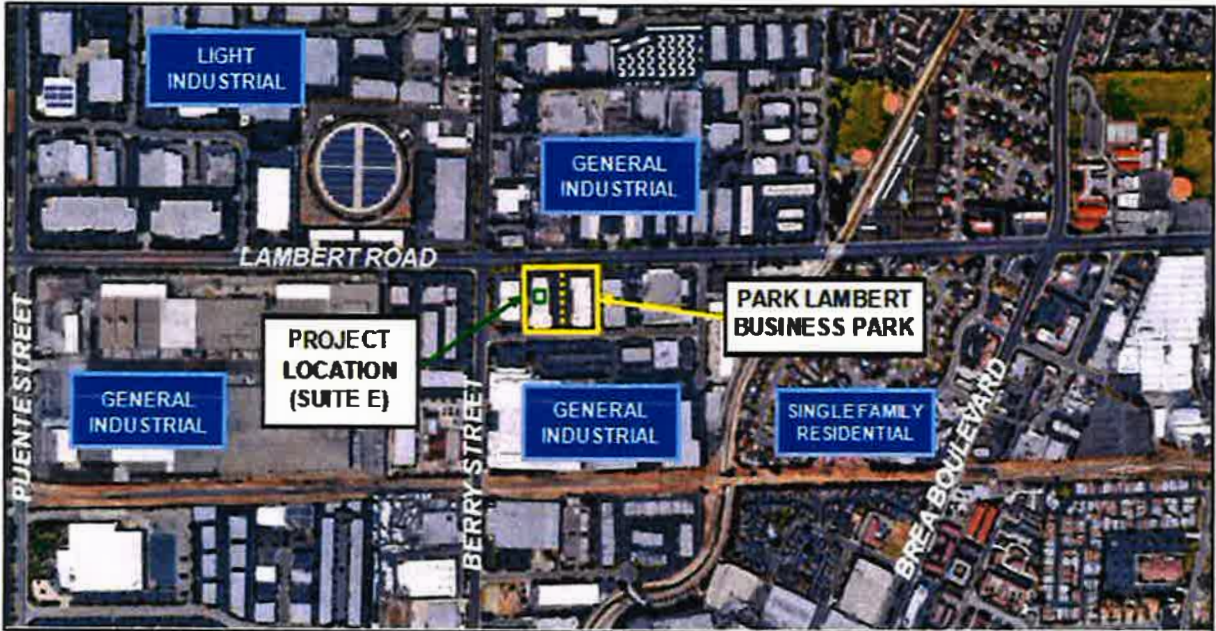 LIGHT
INDUSTRIAL
GENERAL
INDUSTRIAL
LAMBERT ROAD
PROJECT
LOCATION
(SUITE E)
PARK LAMBERT
BUSINESS PARK
GENERAL
INDUSTRIAL
GENERAL
INDUSTRIAL
SINGLE FAMILY
RESIDENTIAL
PUENTE STREET
BERRY STREET
BREA BOULEVARD